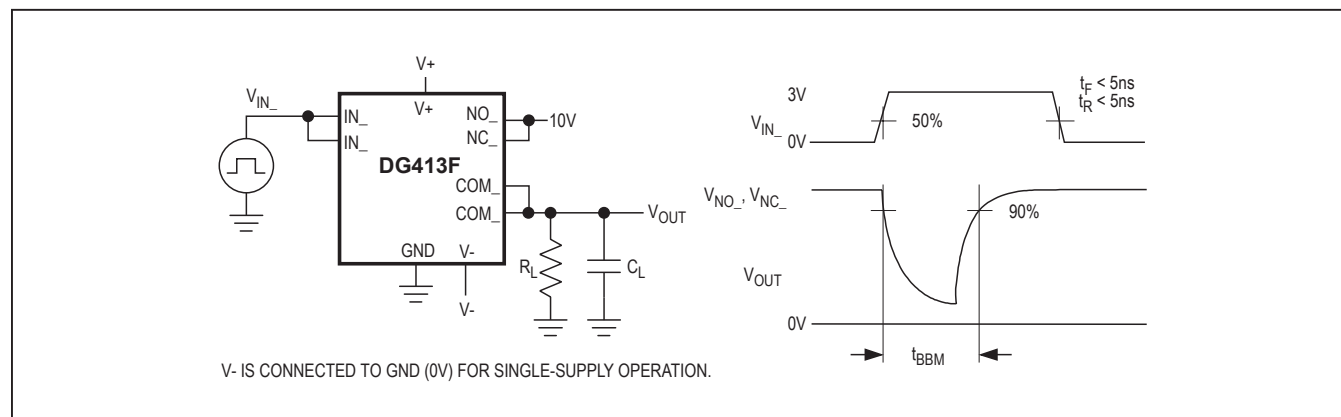 V+
V+
V_IN_
IN_
IN_
NO_
NC_
10V
DG413F
COM_
COM_
V_OUT
GND
V-
R_L
C_L
V-
V- IS CONNECTED TO GND (0V) FOR SINGLE-SUPPLY OPERATION.
3V
t_F < 5ns
t_R < 5ns
V_IN_
50%
0V
V_NO_, V_NC_
90%
V_OUT
0V
t_BBM